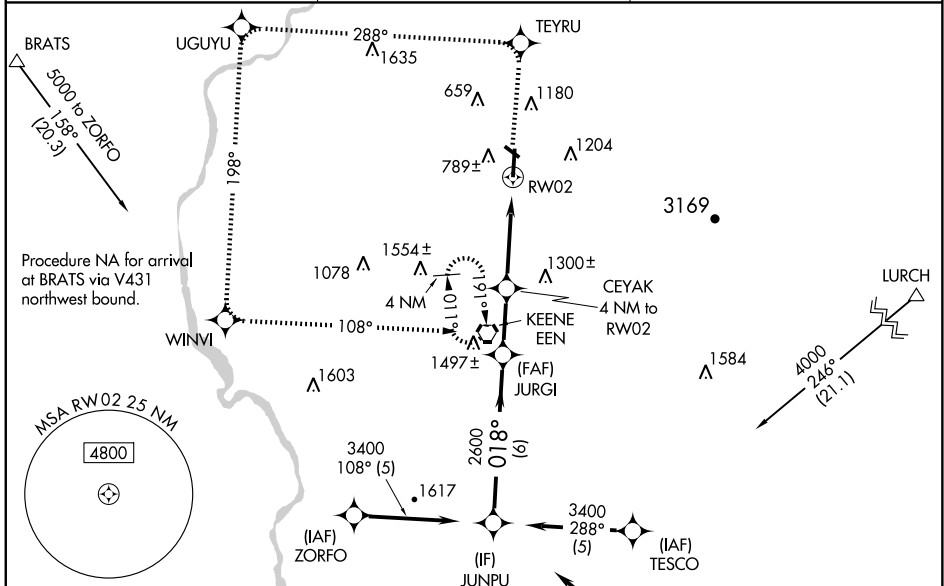 UGUYU
288°
TEYRU
1635
BRATS
5000 to ZORFO
158°
(20.3)
659
1180
198°
789±
1204
RW02
3169
Procedure NA for arrival
at BRATS via V431
northwest bound.
1078
1554±
4 NM
011°
191°
1300±
CEYAK
4 NM to
RW02
LURCH
4000
246°
(21.1)
WINVI
108°
KEENE
EEN
1497±
(FAF)
JURGI
1584
1603
MSA RW02 25 NM
4800
2600
018°
(6)
3400
108° (5)
1617
(IAF)
ZORFO
(IF)
JUNPU
3400
288°
(5)
(IAF)
TESCO